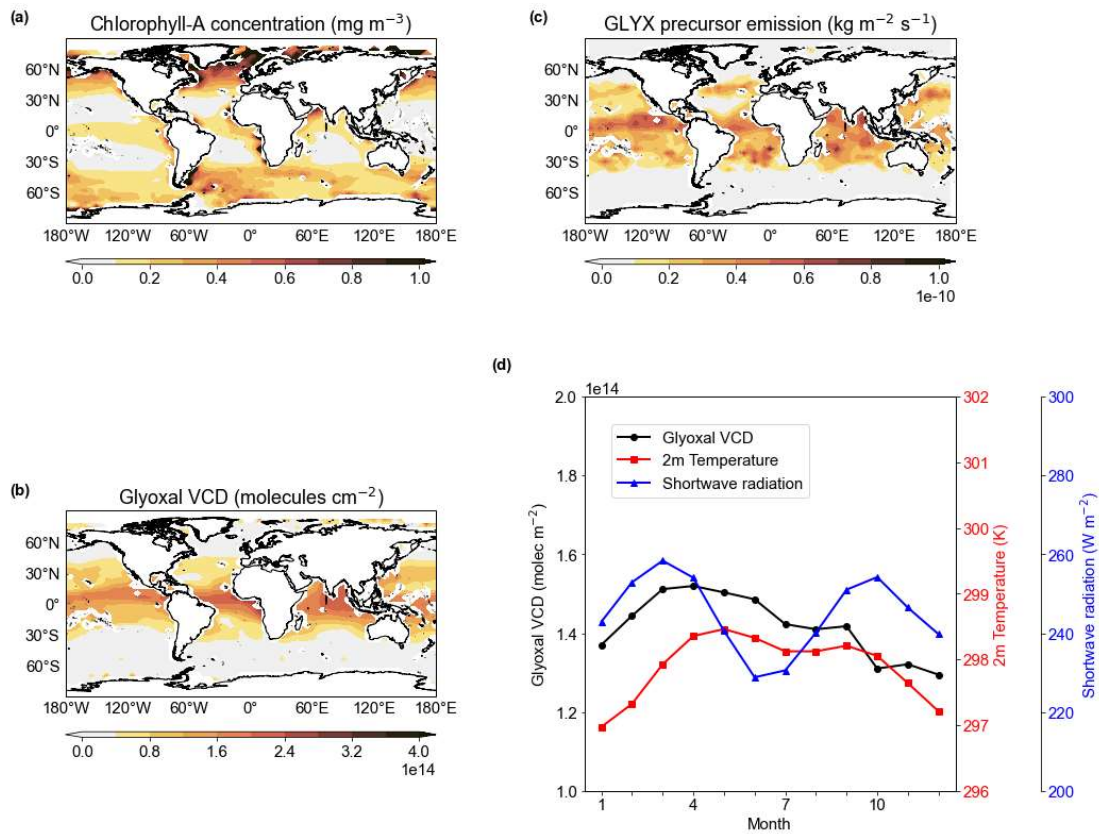 (a)
Chlorophyll-A concentration (mg m⁻³)
60°N
30°N
0°
30°S
60°S
180°W 120°W 60°W 0° 60°E 120°E 180°E
0.0 0.2 0.4 0.6 0.8 1.0
(c)
GLYX precursor emission (kg m⁻² s⁻¹)
60°N
30°N
0°
30°S
60°S
180°W 120°W 60°W 0° 60°E 120°E 180°E
0.0 0.2 0.4 0.6 0.8 1.0
1e-10
(b)
Glyoxal VCD (molecules cm⁻²)
60°N
30°N
0°
30°S
60°S
180°W 120°W 60°W 0° 60°E 120°E 180°E
0.0 0.8 1.6 2.4 3.2 4.0
1e14
(d)
1e14
2.0
1.8
1.6
1.4
1.2
1.0
Glyoxal VCD (molec m⁻²)
Glyoxal VCD
2m Temperature
Shortwave radiation
302
301
300
299
298
297
296
2m Temperature (K)
300
280
260
240
220
200
Shortwave radiation (W m⁻²)
1 4 7 10
Month